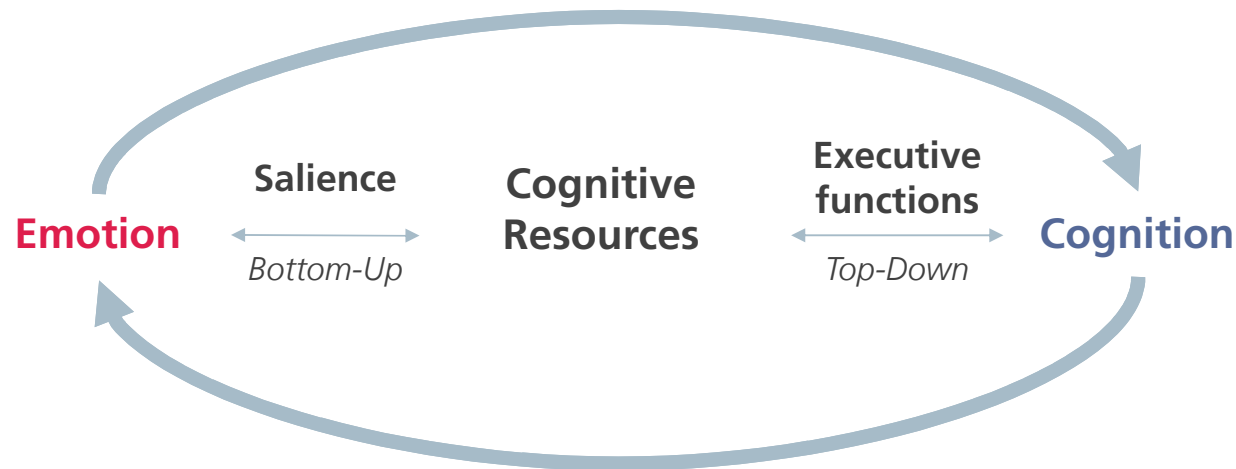 Salience
Executive
functions
Cognitive
Resources
Emotion
Cognition
Bottom-Up
Top-Down